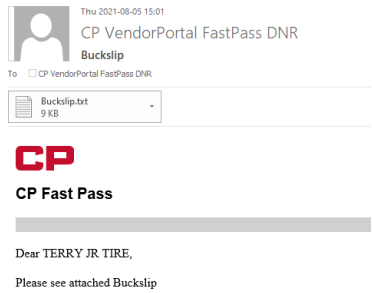 Thu 2021-08-05 15:01
CP VendorPortal FastPass DNR
Buckslip
To CP VendorPortal FastPass DNR
Buckslip.txt
9 KB
CP
CP Fast Pass
Dear TERRY JR TIRE,
Please see attached Buckslip